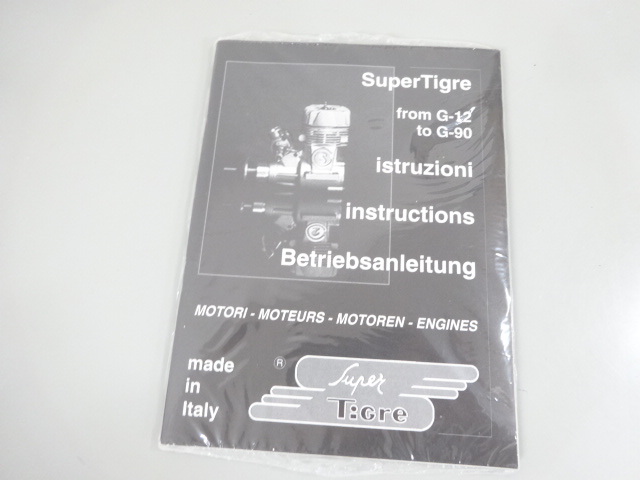 SuperTigre
from G-12
to G-90
istruzioni
instructions
Betriebsanleitung
MOTORI - MOTEURS - MOTOREN - ENGINES
made
in
Italy
®
Super
Tigre